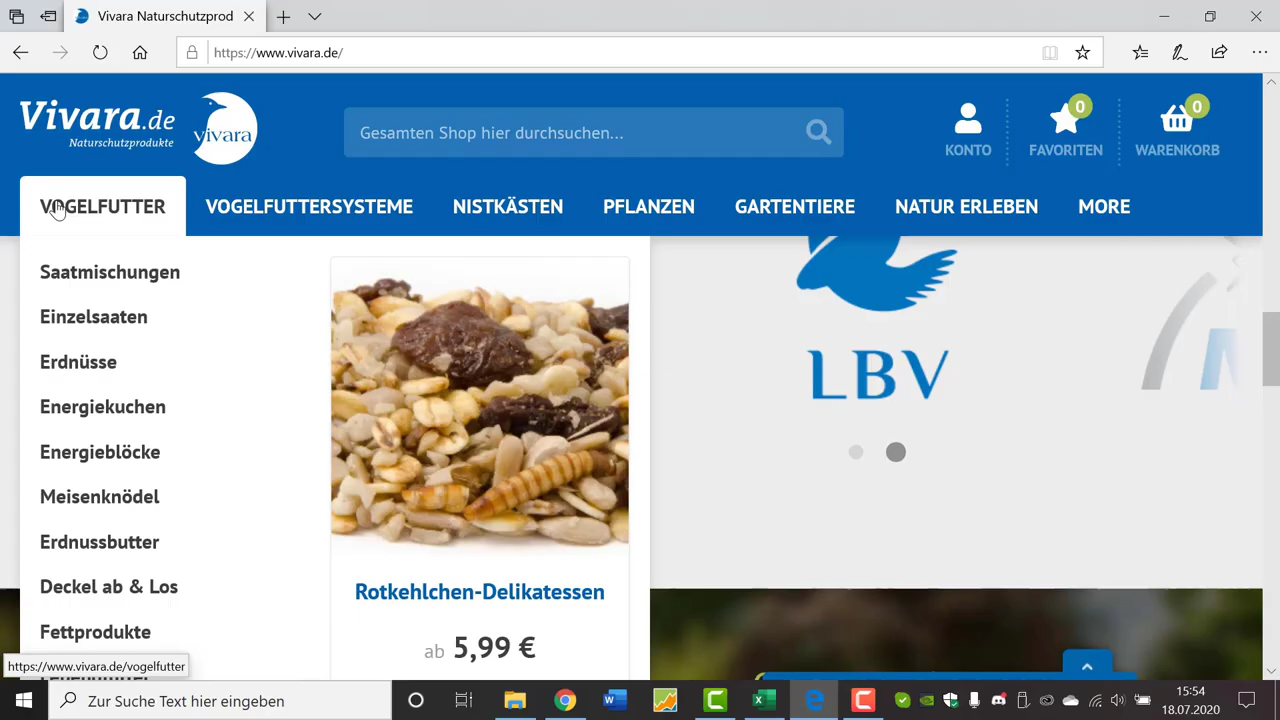 Vivara Naturschutzprod
https://www.vivara.de/
Vivara.de
Naturschutzprodukte
vivara
Gesamten Shop hier durchsuchen...
KONTO
0
FAVORITEN
0
WARENKORB
VOGELFUTTER
VOGELFUTTERSYSTEME
NISTKÄSTEN
PFLANZEN
GARTENTIERE
NATUR ERLEBEN
MORE
Saatmischungen
Einzelsaaten
Erdnüsse
Energiekuchen
Energieblöcke
Meisenknödel
Erdnussbutter
Deckel ab & Los
Fettprodukte
Rotkehlchen-Delikatessen
ab 5,99 €
LBV
https://www.vivara.de/vogelfutter
Zur Suche Text hier eingeben
15:54
18.07.2020